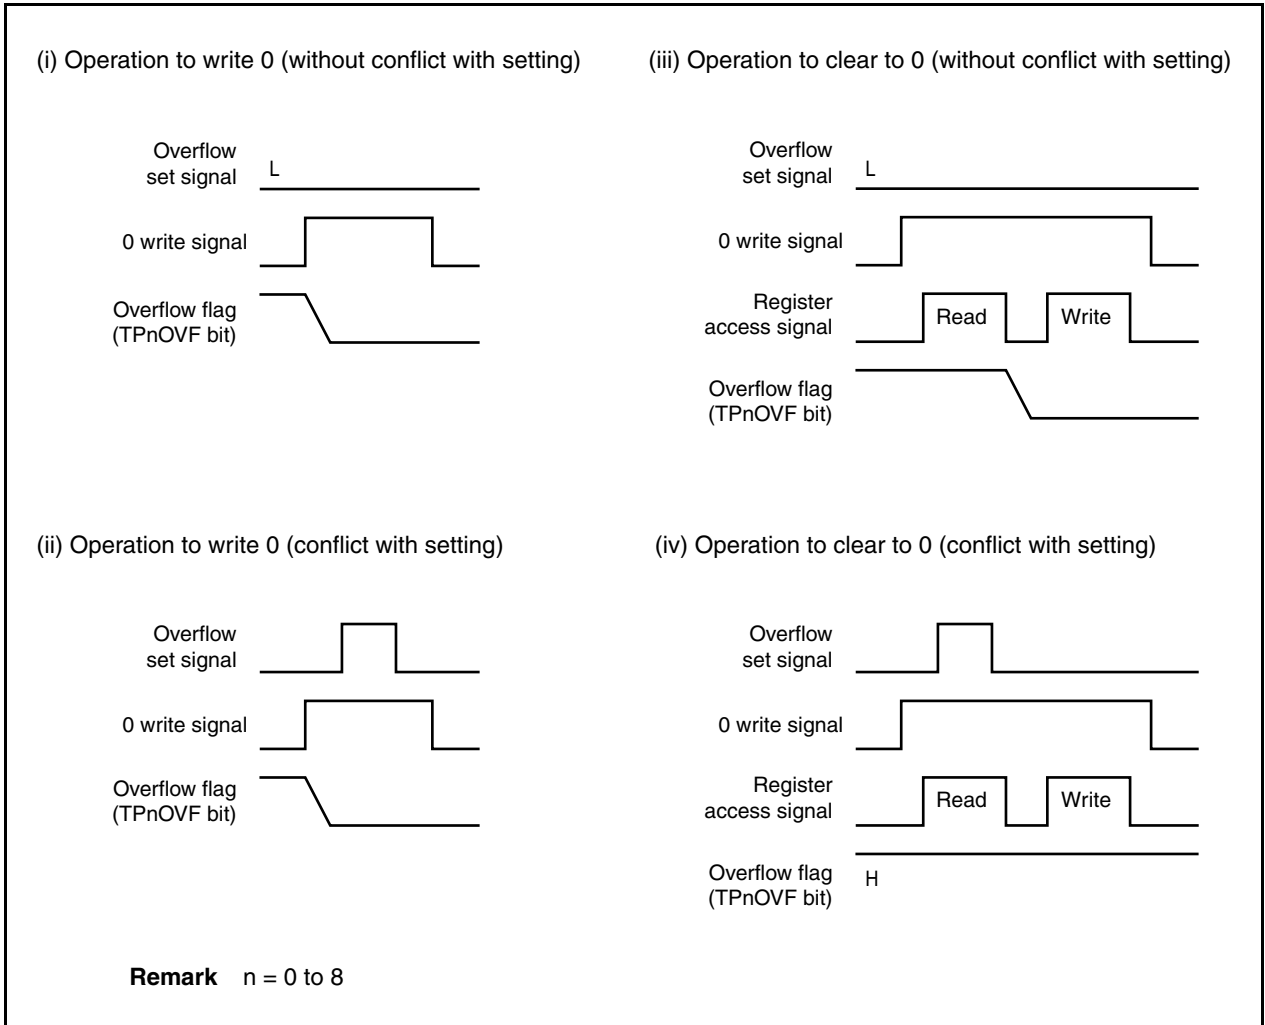 (i) Operation to write 0 (without conflict with setting)
Overflow
set signal
L
0 write signal
Overflow flag
(TPnOVF bit)
(iii) Operation to clear to 0 (without conflict with setting)
Overflow
set signal
L
0 write signal
Register
access signal
Read
Write
Overflow flag
(TPnOVF bit)
(ii) Operation to write 0 (conflict with setting)
Overflow
set signal
0 write signal
Overflow flag
(TPnOVF bit)
(iv) Operation to clear to 0 (conflict with setting)
Overflow
set signal
0 write signal
Register
access signal
Read
Write
Overflow flag
(TPnOVF bit)
H
Remark n = 0 to 8